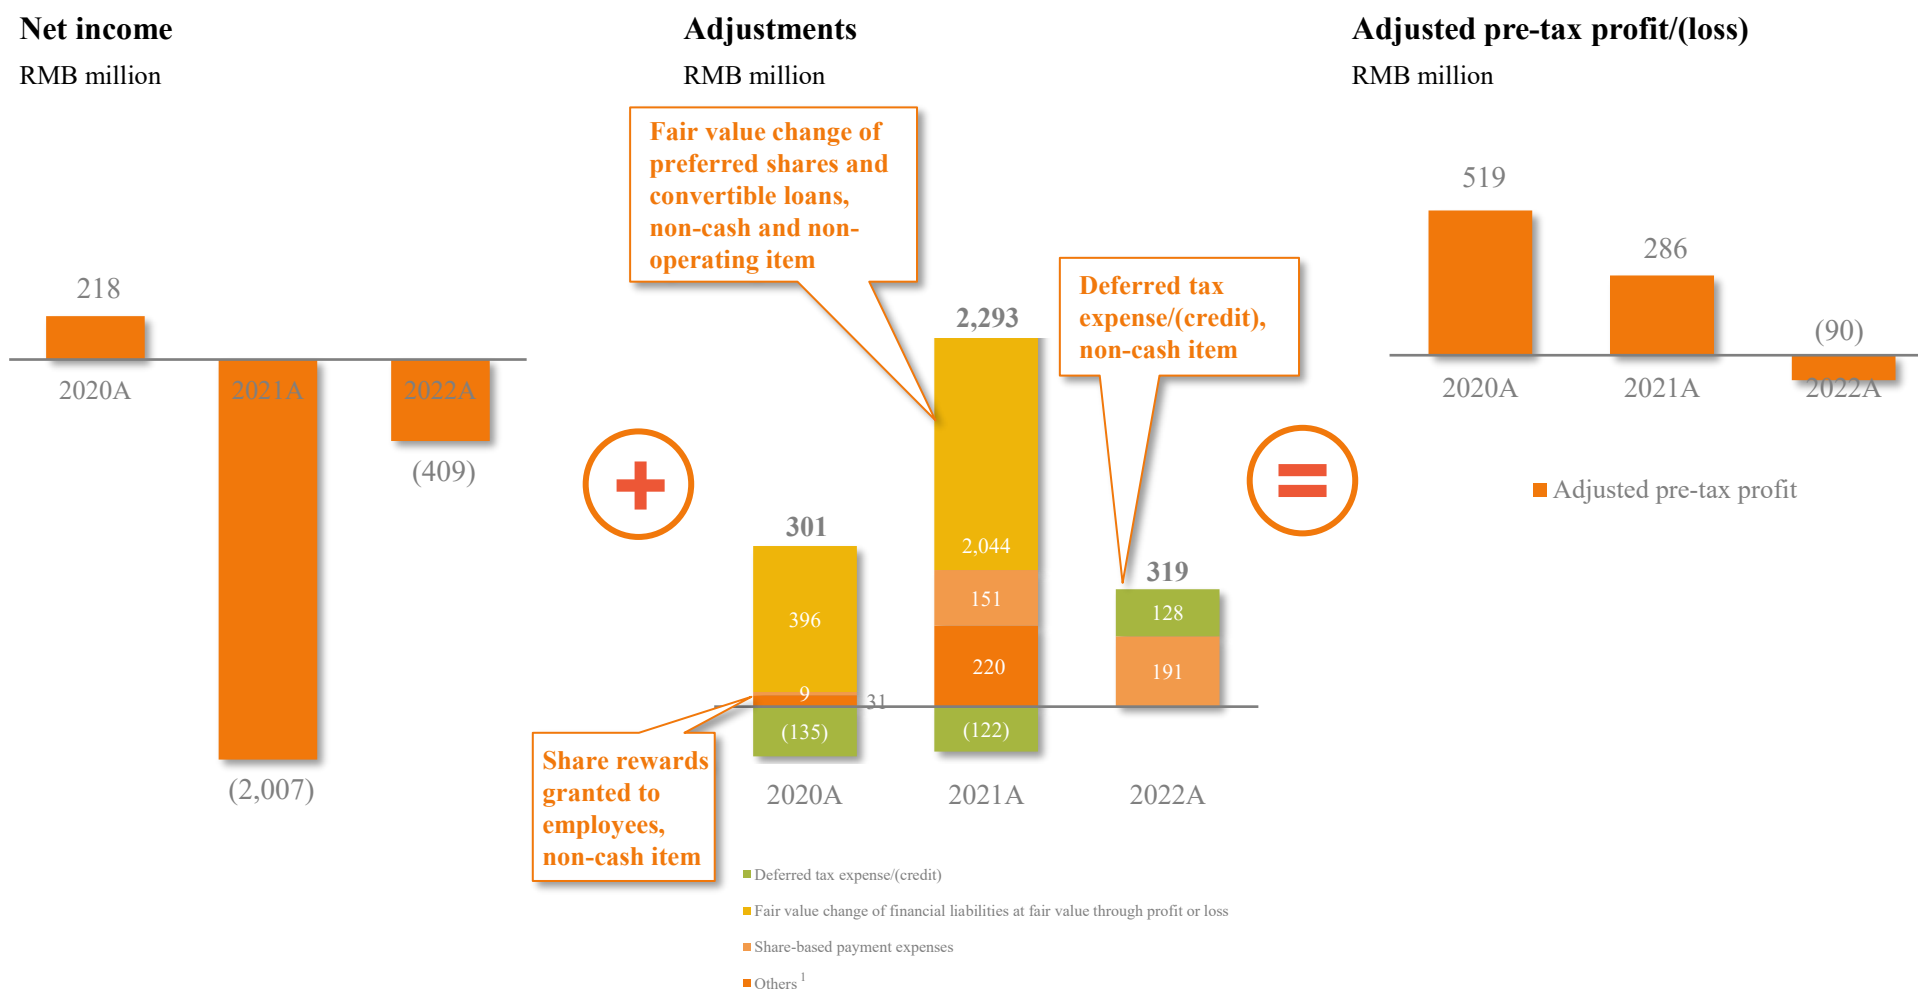 Net income
RMB million
218
2020A
2021A
2022A
(409)
(2,007)
Adjustments
RMB million
Fair value change of
preferred shares and
convertible loans,
non-cash and non-
operating item
Deferred tax
expense/(credit),
non-cash item
2,293
301
319
2,044
396
151
128
220
191
9
31
(135)
(122)
Share rewards
granted to
employees,
non-cash item
2020A
2021A
2022A
Deferred tax expense/(credit)
Fair value change of financial liabilities at fair value through profit or loss
Share-based payment expenses
Others 1
Adjusted pre-tax profit/(loss)
RMB million
519
286
(90)
2020A
2021A
2022A
Adjusted pre-tax profit